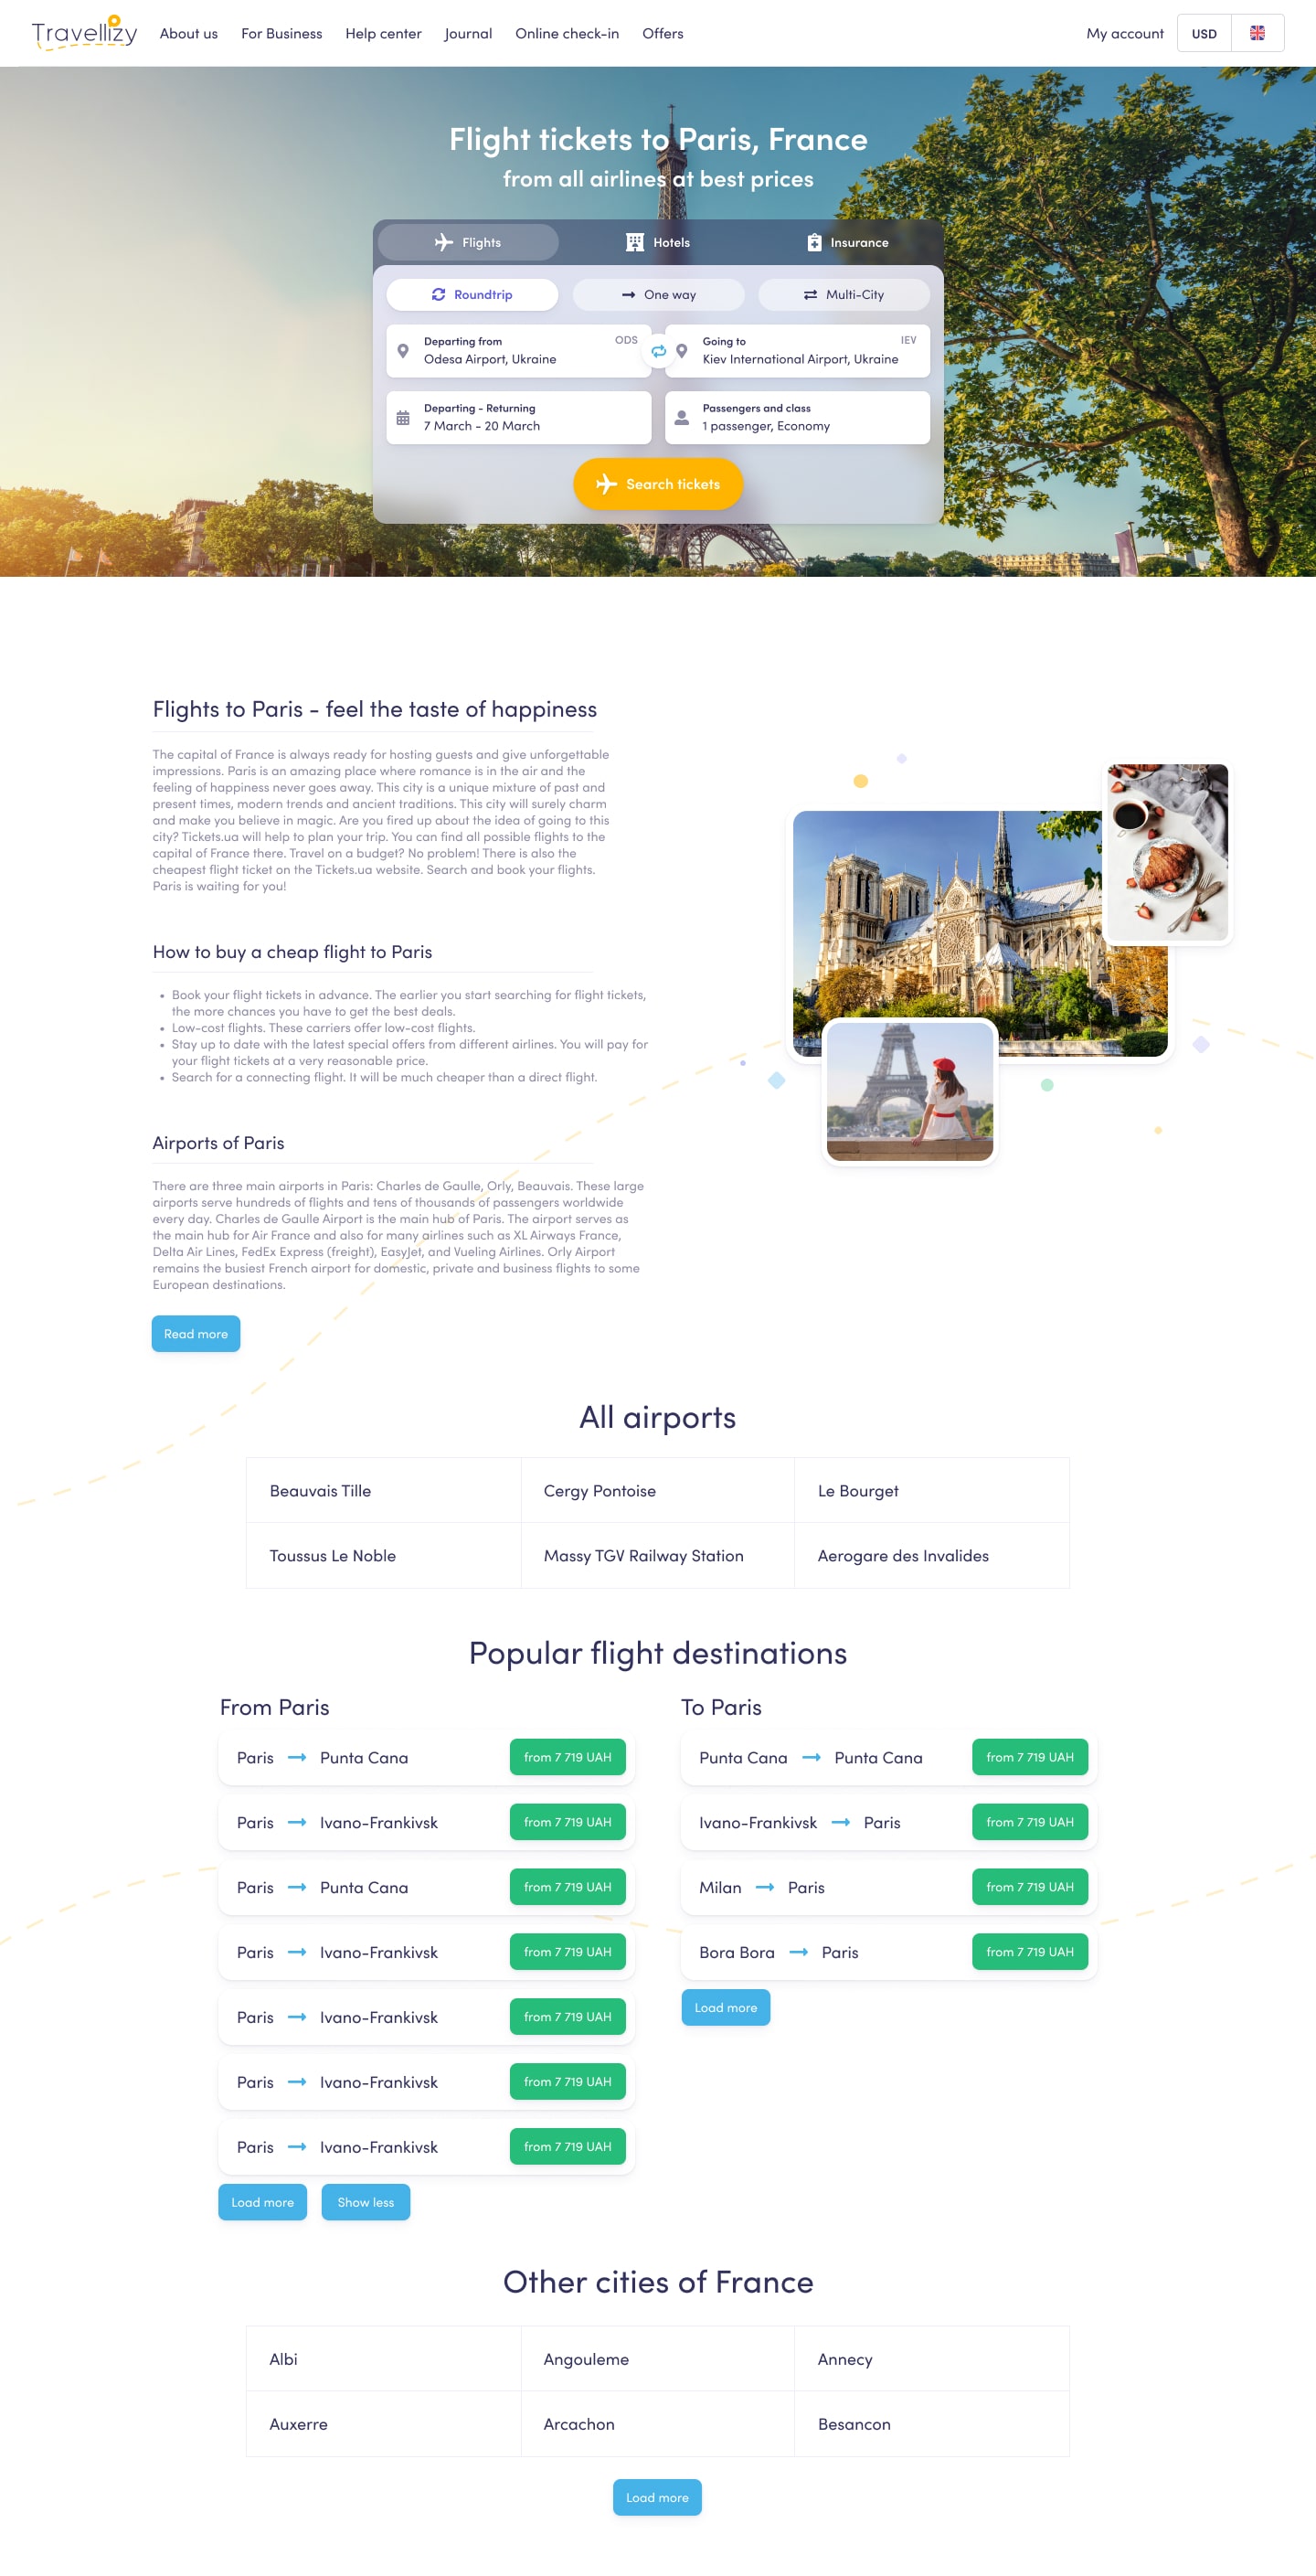 Travellizy
About us
For Business
Help center
Journal
Online check-in
Offers
My account
USD
Flight tickets to Paris, France
from all airlines at best prices
Flights
Hotels
Insurance
Roundtrip
One way
Multi-City
Departing from
ODS
Odesa Airport, Ukraine
Going to
IEV
Kiev International Airport, Ukraine
Departing - Returning
7 March - 20 March
Passengers and class
1 passenger, Economy
Search tickets
Flights to Paris - feel the taste of happiness
The capital of France is always ready for hosting guests and give unforgettable
impressions. Paris is an amazing place where romance is in the air and the
feeling of happiness never goes away. This city is a unique mixture of past and
present times, modern trends and ancient traditions. This city will surely charm
and make you believe in magic. Are you fired up about the idea of going to this
city? Tickets.ua will help to plan your trip. You can find all possible flights to the
capital of France there. Travel on a budget? No problem! There is also the
cheapest flight ticket on the Tickets.ua website. Search and book your flights.
Paris is waiting for you!
How to buy a cheap flight to Paris
• Book your flight tickets in advance. The earlier you start searching for flight tickets,
the more chances you have to get the best deals.
• Low-cost flights. These carriers offer low-cost flights.
• Stay up to date with the latest special offers from different airlines. You will pay for
your flight tickets at a very reasonable price.
• Search for a connecting flight. It will be much cheaper than a direct flight.
Airports of Paris
There are three main airports in Paris: Charles de Gaulle, Orly, Beauvais. These large
airports serve hundreds of flights and tens of thousands of passengers worldwide
every day. Charles de Gaulle Airport is the main hub of Paris. The airport serves as
the main hub for Air France and also for many airlines such as XL Airways France,
Delta Air Lines, FedEx Express (freight), EasyJet, and Vueling Airlines. Orly Airport
remains the busiest French airport for domestic, private and business flights to some
European destinations.
Read more
All airports
Beauvais Tille
Cergy Pontoise
Le Bourget
Toussus Le Noble
Massy TGV Railway Station
Aerogare des Invalides
Popular flight destinations
From Paris
Paris → Punta Cana from 7 719 UAH
Paris → Ivano-Frankivsk from 7 719 UAH
Paris → Punta Cana from 7 719 UAH
Paris → Ivano-Frankivsk from 7 719 UAH
Paris → Ivano-Frankivsk from 7 719 UAH
Paris → Ivano-Frankivsk from 7 719 UAH
Paris → Ivano-Frankivsk from 7 719 UAH
Load more
Show less
To Paris
Punta Cana → Punta Cana from 7 719 UAH
Ivano-Frankivsk → Paris from 7 719 UAH
Milan → Paris from 7 719 UAH
Bora Bora → Paris from 7 719 UAH
Load more
Other cities of France
Albi
Angouleme
Annecy
Auxerre
Arcachon
Besancon
Load more